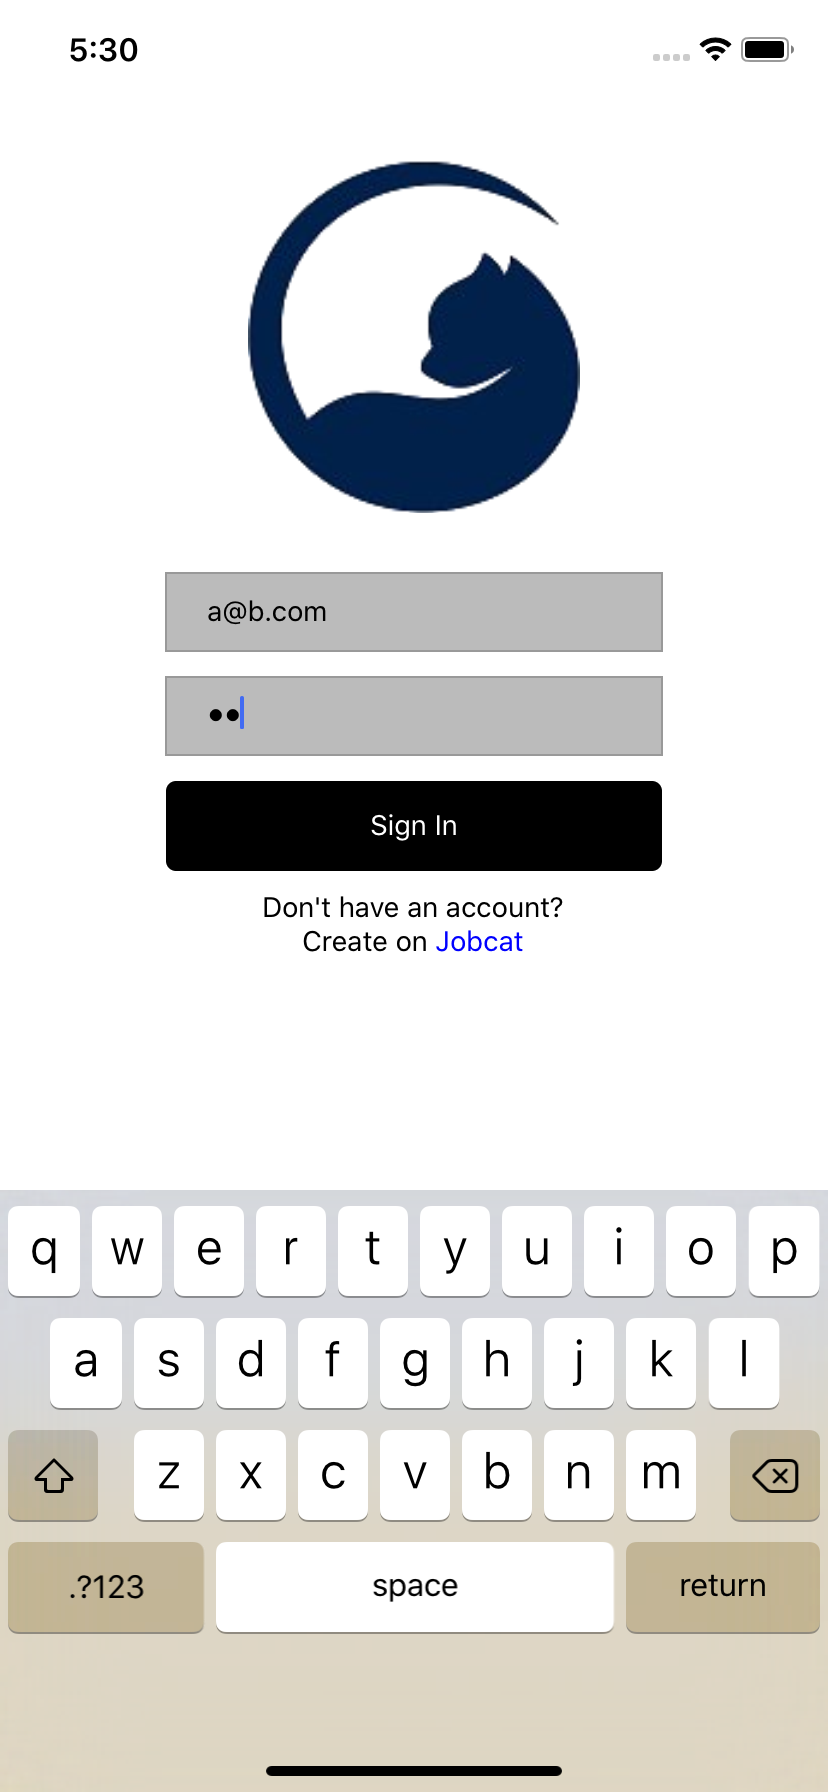 5:30
a@b.com
••
Sign In
Don't have an account?
Create on Jobcat
q w e r t y u i o p
a s d f g h j k l
z x c v b n m
.?123 space return